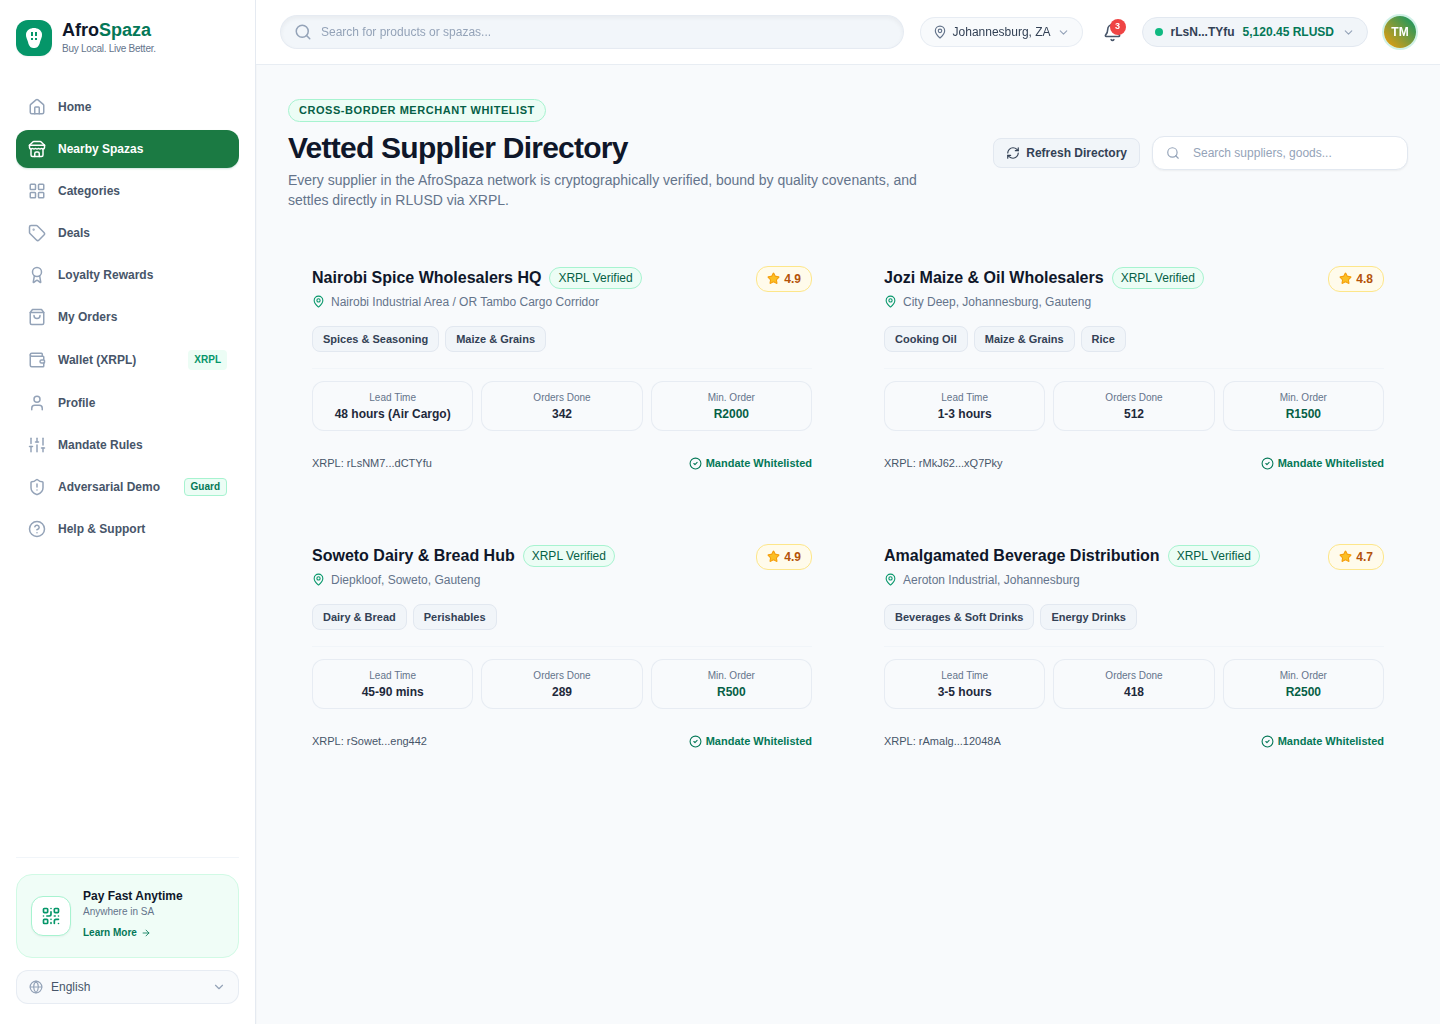 AfroSpaza
Buy Local. Live Better.
Home
Nearby Spazas
Categories
Deals
Loyalty Rewards
My Orders
Wallet (XRPL) XRPL
Profile
Mandate Rules
Adversarial Demo Guard
Help & Support
Pay Fast Anytime
Anywhere in SA
Learn More →
English
Search for products or spazas...
Johannesburg, ZA
3
rLsN...TYfu 5,120.45 RLUSD
TM
CROSS-BORDER MERCHANT WHITELIST
Vetted Supplier Directory
Every supplier in the AfroSpaza network is cryptographically verified, bound by quality covenants, and
settles directly in RLUSD via XRPL.
Refresh Directory
Search suppliers, goods...
Nairobi Spice Wholesalers HQ XRPL Verified 4.9
Nairobi Industrial Area / OR Tambo Cargo Corridor
Spices & Seasoning Maize & Grains
Lead Time Orders Done Min. Order
48 hours (Air Cargo) 342 R2000
XRPL: rLsNM7...dCTYfu Mandate Whitelisted
Jozi Maize & Oil Wholesalers XRPL Verified 4.8
City Deep, Johannesburg, Gauteng
Cooking Oil Maize & Grains Rice
Lead Time Orders Done Min. Order
1-3 hours 512 R1500
XRPL: rMkJ62...xQ7Pky Mandate Whitelisted
Soweto Dairy & Bread Hub XRPL Verified 4.9
Diepkloof, Soweto, Gauteng
Dairy & Bread Perishables
Lead Time Orders Done Min. Order
45-90 mins 289 R500
XRPL: rSowet...eng442 Mandate Whitelisted
Amalgamated Beverage Distribution XRPL Verified 4.7
Aeroton Industrial, Johannesburg
Beverages & Soft Drinks Energy Drinks
Lead Time Orders Done Min. Order
3-5 hours 418 R2500
XRPL: rAmalg...12048A Mandate Whitelisted